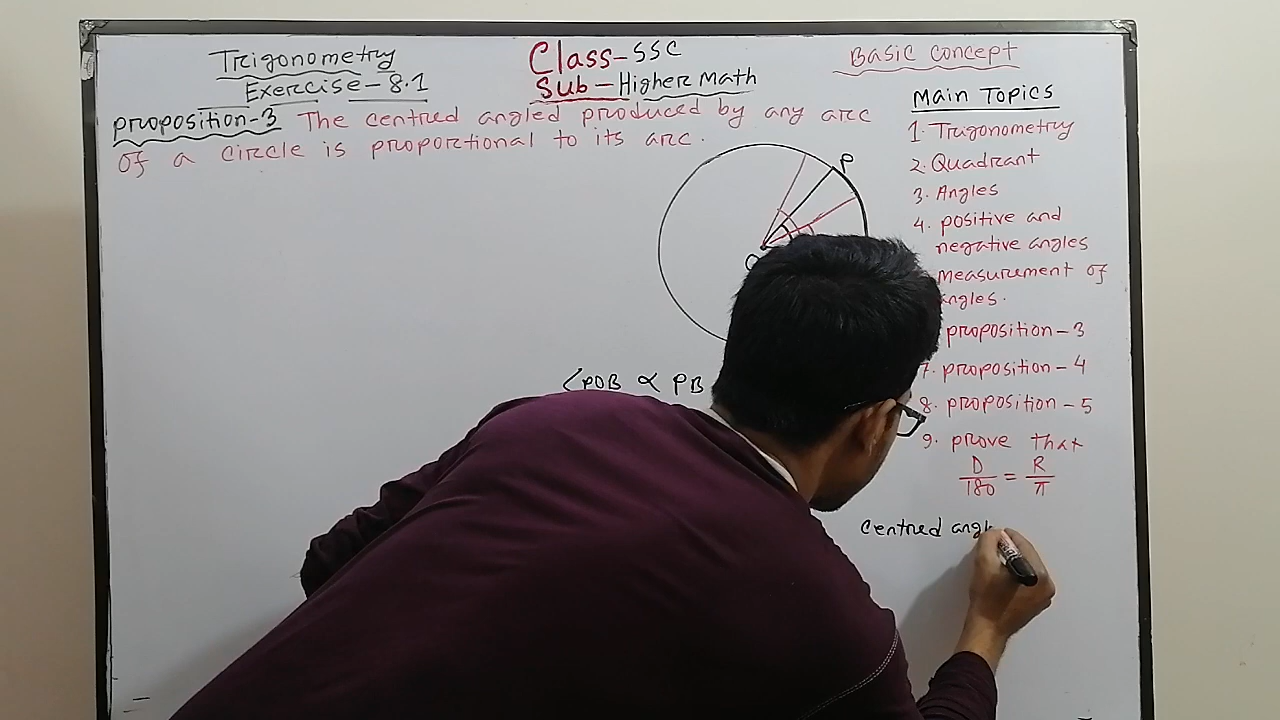 Trigonometry
Exercise-8.1
Class-SSC
Sub-Higher Math
Basic Concept
proposition-3 The centred angled produced by any arc
of a circle is proportional to its arc.
P
O
<POB ∝ PB
Main Topics
1. Trigonometry
2. Quadrant
3. Angles
4. positive and
negative angles
measurement of
angles.
proposition-3
7. proposition-4
8. proposition-5
9. prove that
D/180 = R/π
Centred angl